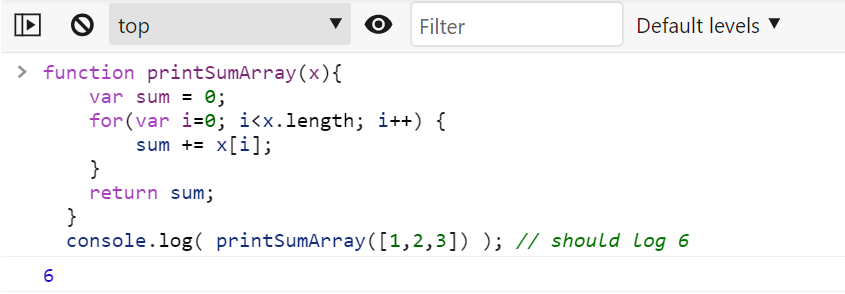 top Filter Default levels
function printSumArray(x){
var sum = 0;
for(var i=0; i<x.length; i++) {
sum += x[i];
}
return sum;
}
console.log( printSumArray([1,2,3]) ); // should log 6
6